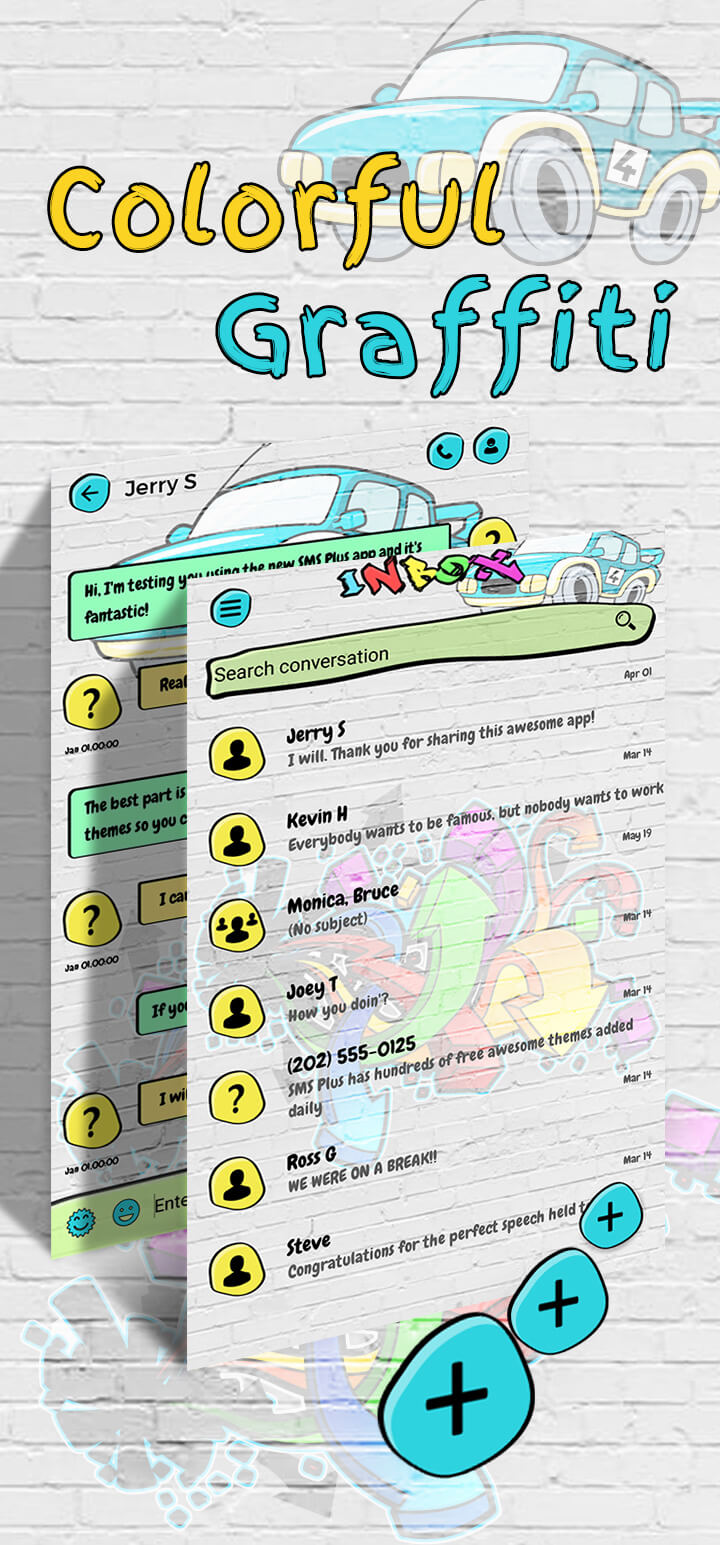 Colorful
Graffiti
4
Jerry S
Hi, I'm testing you using the new SMS Plus app and it's
fantastic!
?
?
Jan 01,00:00
The best part is
themes so you c
?
Jan 01,00:00
If you
?
Jan 01,00:00
Ente
INBOX
4
Search conversation
Apr 01
Jerry S
I will. Thank you for sharing this awesome app!
Mar 14
Kevin H
Everybody wants to be famous, but nobody wants to work
May 19
Monica, Bruce
(No subject)
Mar 14
Joey T
How you doin'?
Mar 14
(202) 555-0125
?
SMS Plus has hundreds of free awesome themes added
daily
Mar 14
Ross G
WE WERE ON A BREAK!!
Mar 14
Steve
Congratulations for the perfect speech held
+
+
+